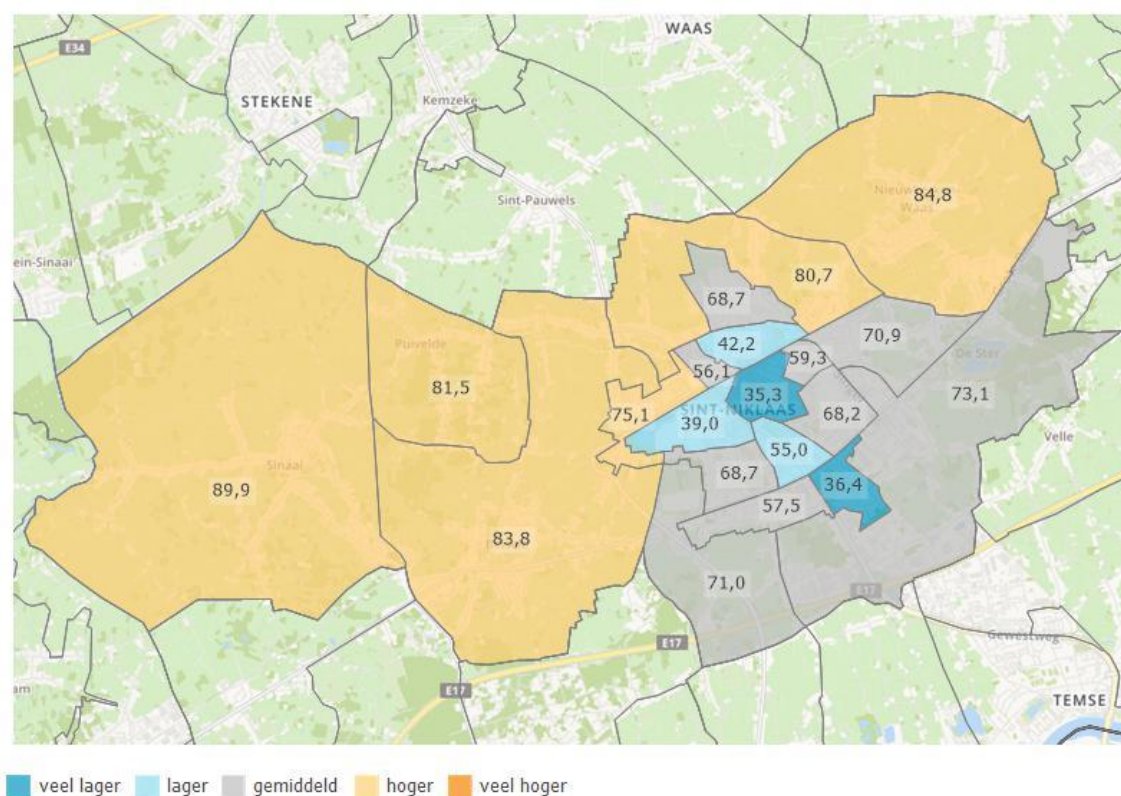 WAAS
E34
STEKENE
Kemzeke
Sint-Pauwels
84,8
ein-Sinaai
80,7
68,7
70,9
42,2
59,3
De Ster
Puivelde
56,1
81,5
35,3
73,1
75,1
SINT-NIKLAAS
39,0
68,2
Velle
55,0
Sinaai
68,7
36,4
89,9
57,5
83,8
71,0
E17
Gewestweg
E17
am
E17
TEMSE
veel lager lager gemiddeld hoger veel hoger